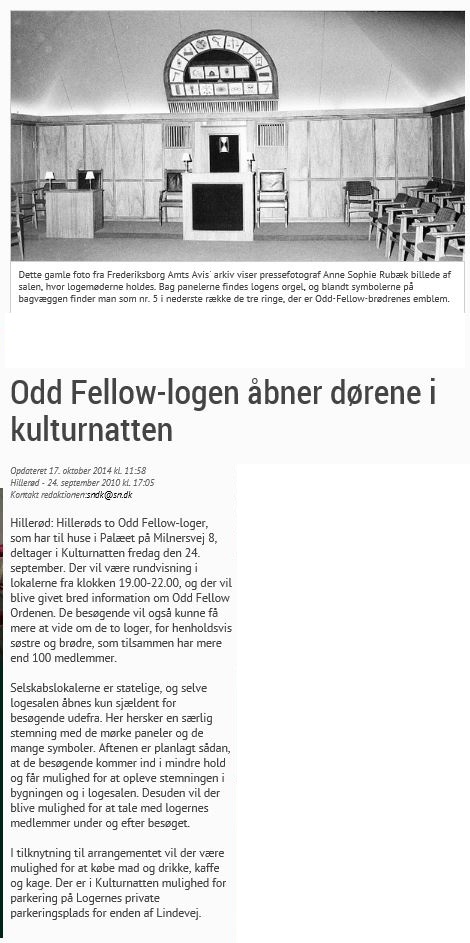 Dette gamle foto fra Frederiksborg Amts Avis´ arkiv viser pressefotograf Anne Sophie Rubæk billede af
salen, hvor logemøderne holdes. Bag panelerne findes logens orgel, og blandt symbolerne på
bagvæggen finder man som nr. 5 i nederste række de tre ringe, der er Odd-Fellow-brødrenes emblem.
Odd Fellow-logen åbner dørene i
kulturnatten
Opdateret 17. oktober 2014 kl. 11:58
Hillerød - 24. september 2010 kl. 17:05
Kontakt redaktionen:sndk@sn.dk
Hillerød: Hillerøds to Odd Fellow-loger,
som har til huse i Palæet på Milnersvej 8,
deltager i Kulturnatten fredag den 24.
september. Der vil være rundvisning i
lokalerne fra klokken 19.00-22.00, og der vil
blive givet bred information om Odd Fellow
Ordenen. De besøgende vil også kunne få
mere at vide om de to loger, for henholdsvis
søstre og brødre, som tilsammen har mere
end 100 medlemmer.
Selskabslokalerne er statelige, og selve
logesalen åbnes kun sjældent for
besøgende udefra. Her hersker en særlig
stemning med de mørke paneler og de
mange symboler. Aftenen er planlagt sådan,
at de besøgende kommer ind i mindre hold
og får mulighed for at opleve stemningen i
bygningen og i logesalen. Desuden vil der
blive mulighed for at tale med logernes
medlemmer under og efter besøget.
I tilknytning til arrangementet vil der være
mulighed for at købe mad og drikke, kaffe
og kage. Der er i Kulturnatten mulighed for
parkering på Logernes private
parkeringsplads for enden af Lindevej.